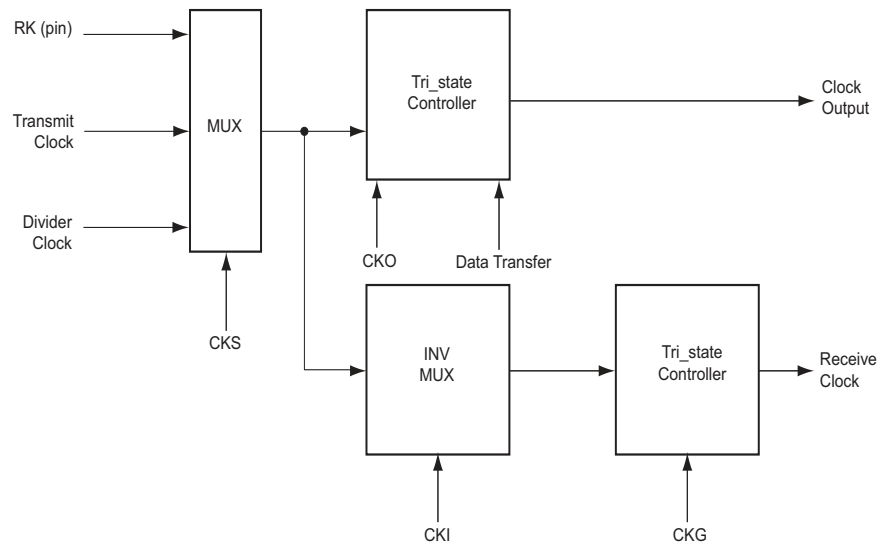 RK (pin)
Transmit
Clock
Divider
Clock
MUX
CKS
Tri_state
Controller
CKO
Data Transfer
Clock
Output
INV
MUX
CKI
Tri_state
Controller
CKG
Receive
Clock